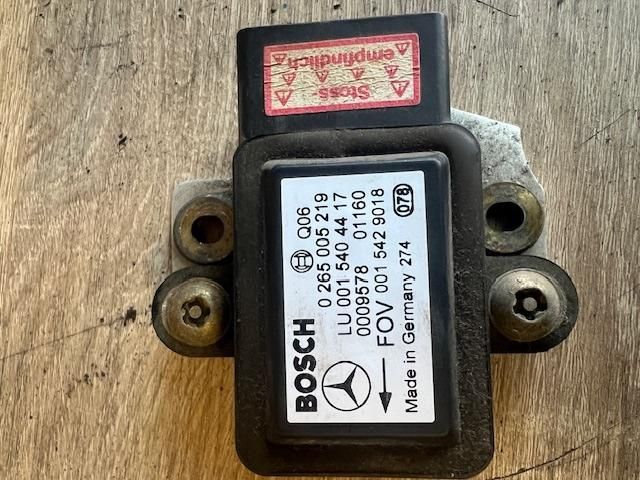 Stoss
empfindlich
BOSCH Q06
0 265 005 219
LU 001 540 44 17
0009578 01160
FOV 001 542 9018
Made in Germany 274 078